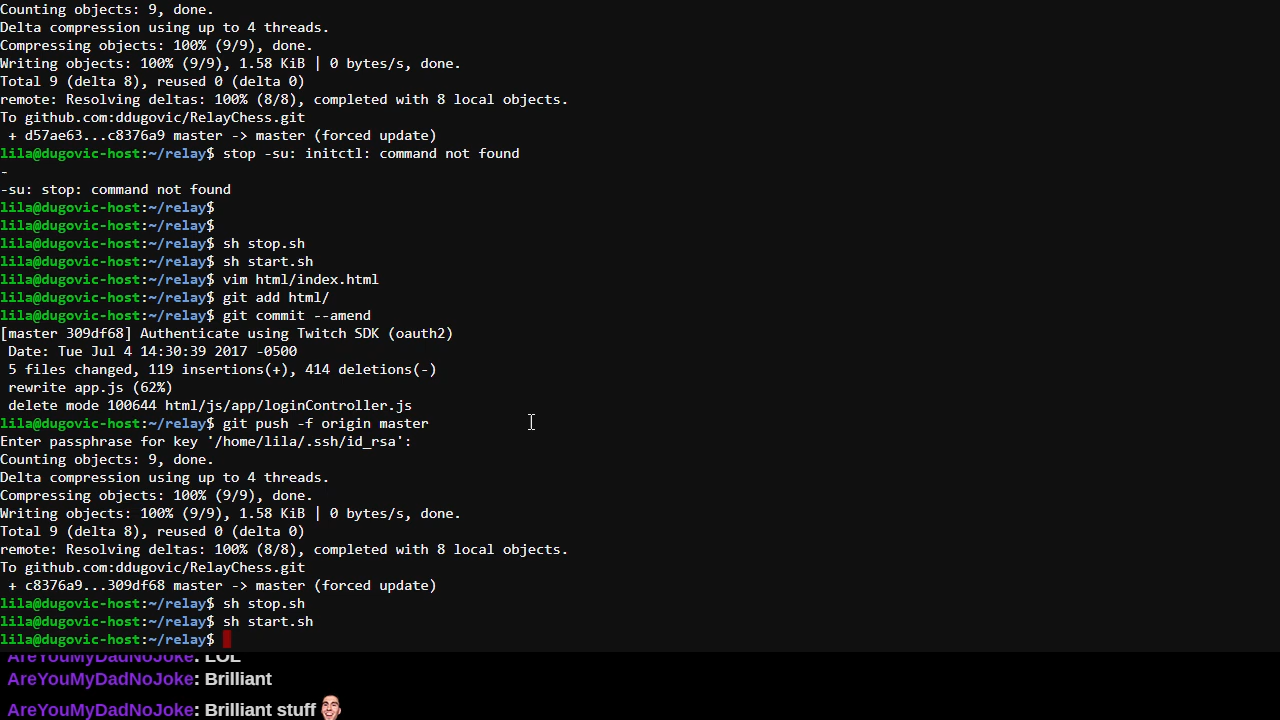 Counting objects: 9, done.
Delta compression using up to 4 threads.
Compressing objects: 100% (9/9), done.
Writing objects: 100% (9/9), 1.58 KiB | 0 bytes/s, done.
Total 9 (delta 8), reused 0 (delta 0)
remote: Resolving deltas: 100% (8/8), completed with 8 local objects.
To github.com:ddugovic/RelayChess.git
 + d57ae63...c8376a9 master -> master (forced update)
lila@dugovic-host:~/relay$ stop -su: initctl: command not found
-
-su: stop: command not found
lila@dugovic-host:~/relay$
lila@dugovic-host:~/relay$
lila@dugovic-host:~/relay$ sh stop.sh
lila@dugovic-host:~/relay$ sh start.sh
lila@dugovic-host:~/relay$ vim html/index.html
lila@dugovic-host:~/relay$ git add html/
lila@dugovic-host:~/relay$ git commit --amend
[master 309df68] Authenticate using Twitch SDK (oauth2)
 Date: Tue Jul 4 14:30:39 2017 -0500
 5 files changed, 119 insertions(+), 414 deletions(-)
 rewrite app.js (62%)
 delete mode 100644 html/js/app/loginController.js
lila@dugovic-host:~/relay$ git push -f origin master
Enter passphrase for key '/home/lila/.ssh/id_rsa':
Counting objects: 9, done.
Delta compression using up to 4 threads.
Compressing objects: 100% (9/9), done.
Writing objects: 100% (9/9), 1.58 KiB | 0 bytes/s, done.
Total 9 (delta 8), reused 0 (delta 0)
remote: Resolving deltas: 100% (8/8), completed with 8 local objects.
To github.com:ddugovic/RelayChess.git
 + c8376a9...309df68 master -> master (forced update)
lila@dugovic-host:~/relay$ sh stop.sh
lila@dugovic-host:~/relay$ sh start.sh
lila@dugovic-host:~/relay$
AreYouMyDadNoJoke: LOL
AreYouMyDadNoJoke: Brilliant
AreYouMyDadNoJoke: Brilliant stuff